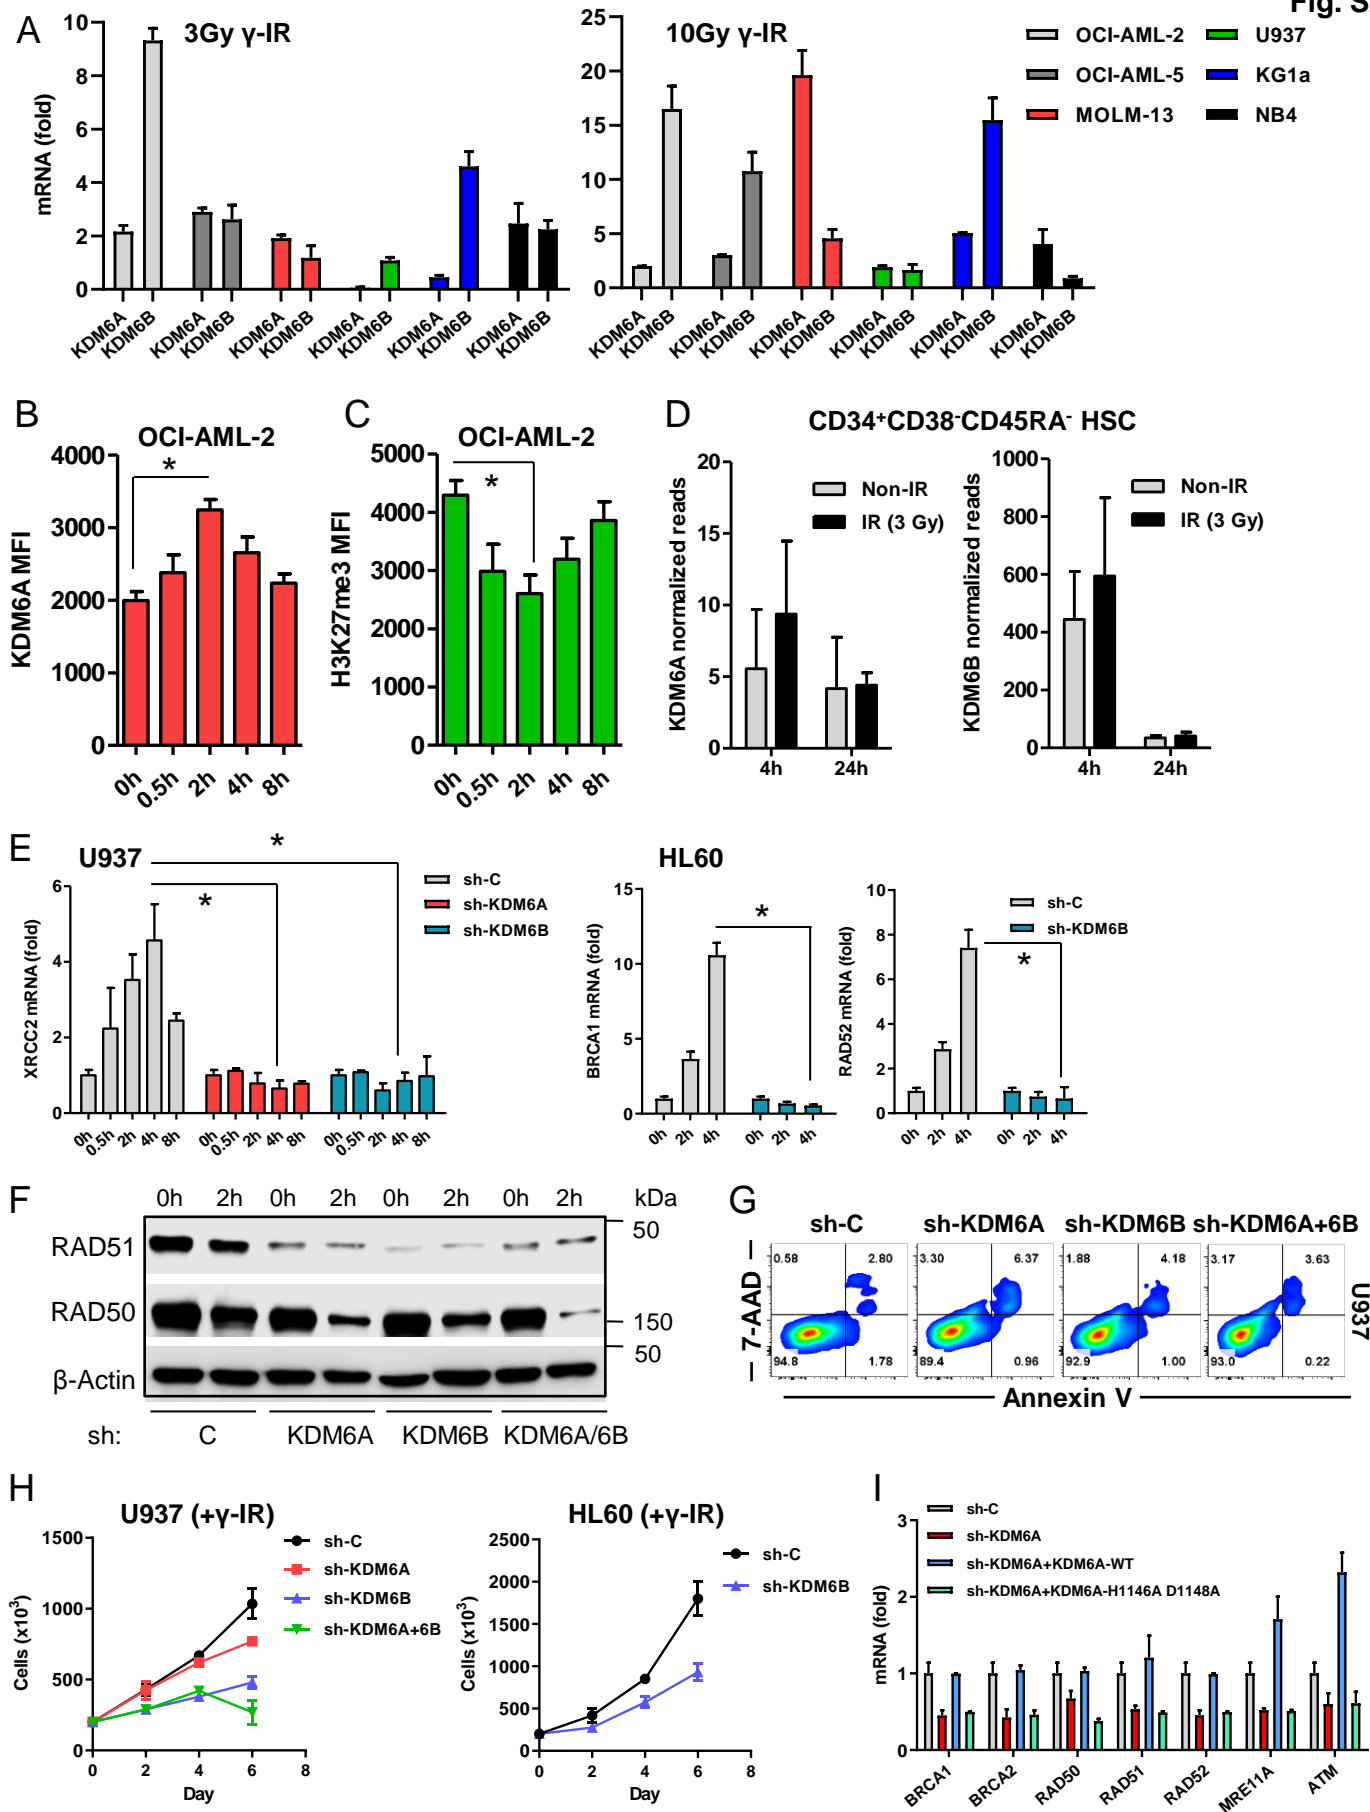 Fig. S
A
3Gy γ-IR
10Gy γ-IR
OCI-AML-2
OCI-AML-5
MOLM-13
U937
KG1a
NB4
mRNA (fold)
10
8
6
4
2
0
25
20
15
10
5
0
KDM6A KDM6B KDM6A KDM6B KDM6A KDM6B KDM6A KDM6B KDM6A KDM6B KDM6A KDM6B
KDM6A KDM6B KDM6A KDM6B KDM6A KDM6B KDM6A KDM6B KDM6A KDM6B KDM6A KDM6B
B
OCI-AML-2
KDM6A MFI
4000
3000
2000
1000
0
*
0h 0.5h 2h 4h 8h
C
OCI-AML-2
H3K27me3 MFI
5000
4000
3000
2000
1000
0
*
0h 0.5h 2h 4h 8h
D
CD34⁺CD38⁻CD45RA⁻ HSC
KDM6A normalized reads
20
15
10
5
0
Non-IR
IR (3 Gy)
4h 24h
KDM6B normalized reads
1000
800
600
400
200
0
Non-IR
IR (3 Gy)
4h 24h
E
U937
XRCC2 mRNA (fold)
6
4
2
0
*
*
sh-C
sh-KDM6A
sh-KDM6B
0h 0.5h 2h 4h 8h 0h 0.5h 2h 4h 8h 0h 0.5h 2h 4h 8h
HL60
BRCA1 mRNA (fold)
15
10
5
0
*
0h 2h 4h 0h 2h 4h
RAD52 mRNA (fold)
10
8
6
4
2
0
*
sh-C
sh-KDM6B
0h 2h 4h 0h 2h 4h
F
0h 2h 0h 2h 0h 2h 0h 2h kDa
RAD51
50
RAD50
150
50
β-Actin
sh: C KDM6A KDM6B KDM6A/6B
G
sh-C sh-KDM6A sh-KDM6B sh-KDM6A+6B
7-AAD
0.58 2.80 3.30 6.37 1.88 4.18 3.17 3.63
94.8 1.78 89.4 0.96 92.9 1.00 93.0 0.22
U937
Annexin V
H
U937 (+γ-IR)
Cells (x10³)
1500
1000
500
0
sh-C
sh-KDM6A
sh-KDM6B
sh-KDM6A+6B
0 2 4 6 8
Day
HL60 (+γ-IR)
Cells (x10³)
2500
2000
1500
1000
500
0
sh-C
sh-KDM6B
0 2 4 6 8
Day
I
sh-C
sh-KDM6A
sh-KDM6A+KDM6A-WT
sh-KDM6A+KDM6A-H1146A D1148A
mRNA (fold)
3
2
1
0
BRCA1 BRCA2 RAD50 RAD51 RAD52 MRE11A ATM